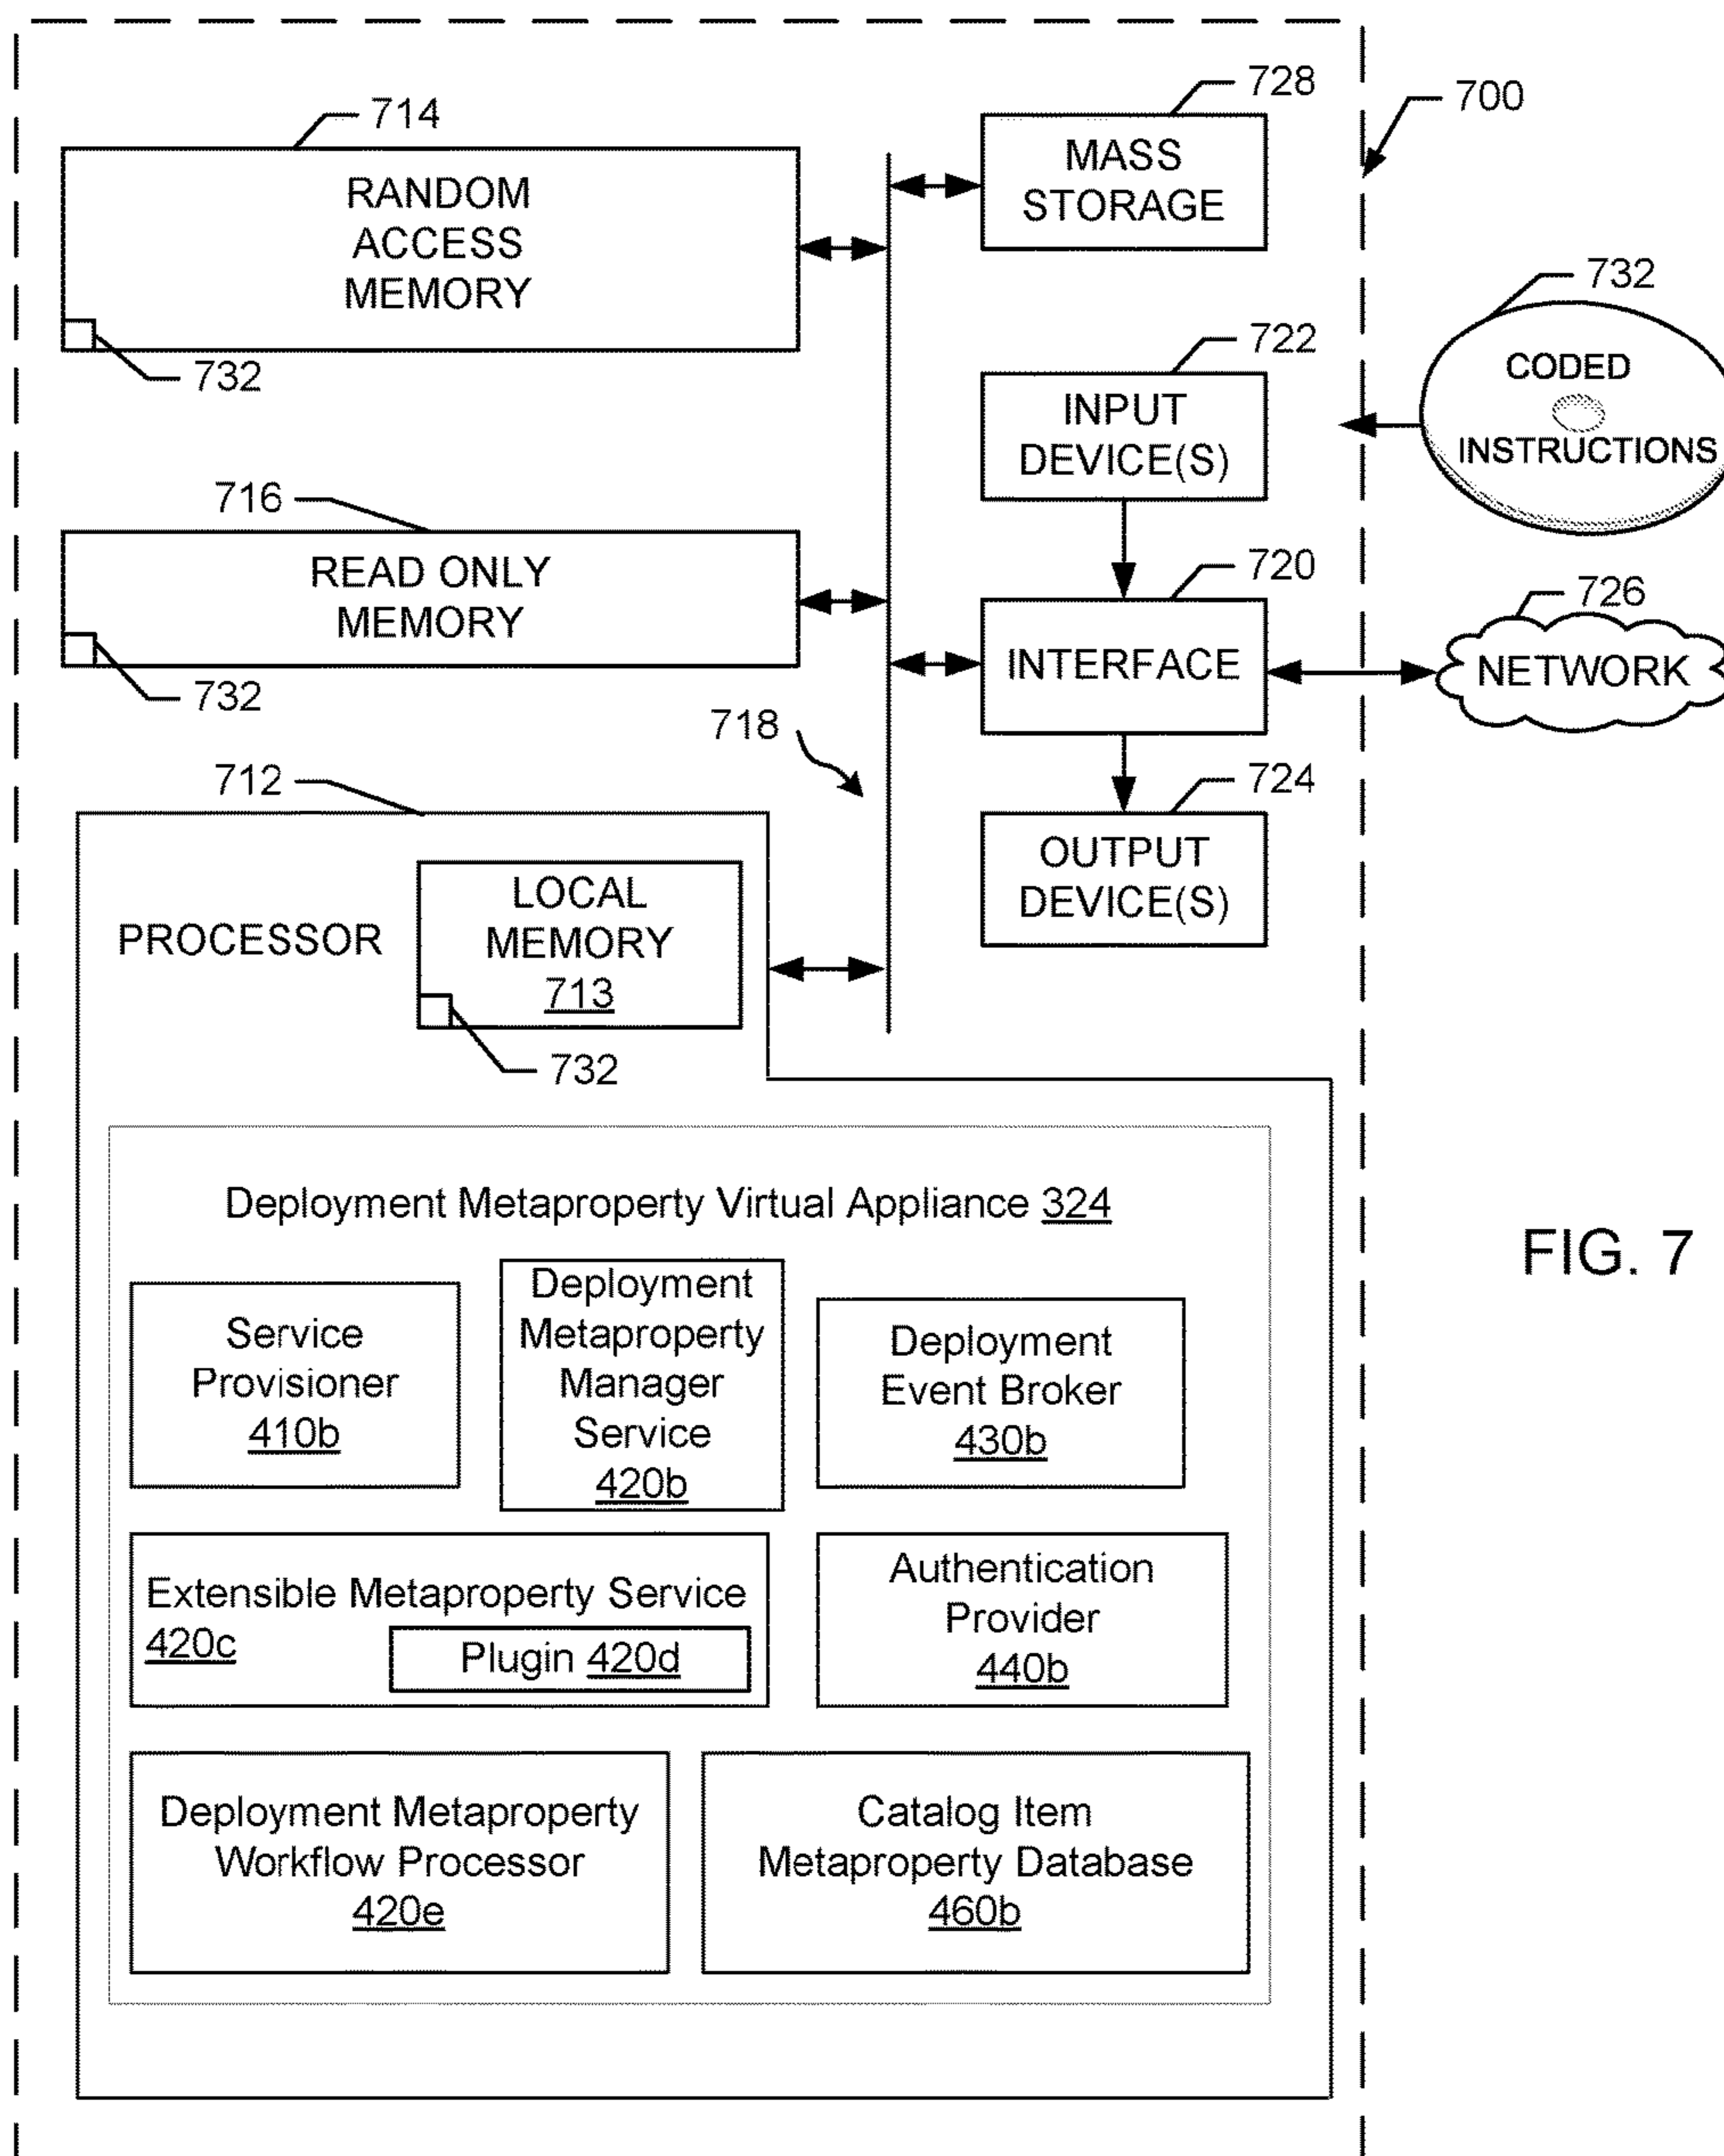 714
RANDOM
ACCESS
MEMORY
732
728
MASS
STORAGE
700
722
INPUT
DEVICE(S)
732
CODED
INSTRUCTIONS
716
READ ONLY
MEMORY
732
720
INTERFACE
726
NETWORK
718
724
OUTPUT
DEVICE(S)
712
PROCESSOR
LOCAL
MEMORY
713
732
Deployment Metaproperty Virtual Appliance 324
Service
Provisioner
410b
Deployment
Metaproperty
Manager
Service
420b
Deployment
Event Broker
430b
Extensible Metaproperty Service
420c
Plugin 420d
Authentication
Provider
440b
Deployment Metaproperty
Workflow Processor
420e
Catalog Item
Metaproperty Database
460b
FIG. 7